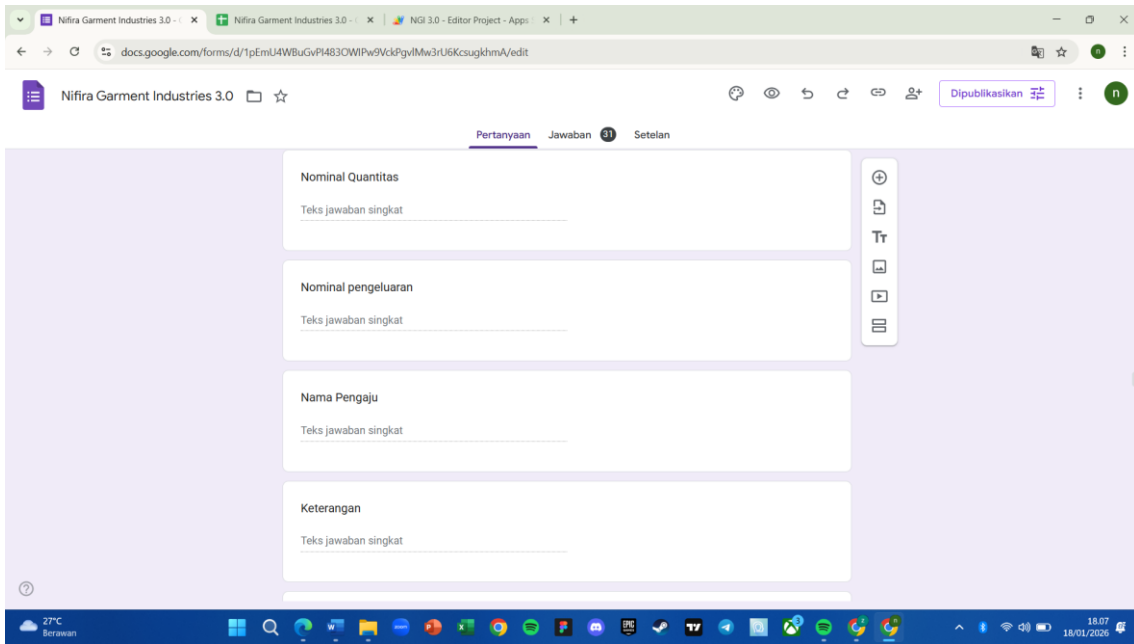 Nifira Garment Industries 3.0 -
Nifira Garment Industries 3.0 -
NGI 3.0 - Editor Project - Apps
docs.google.com/forms/d/1pEmU4WBuGvPl483OWlPw9VckPgvlMw3rU6KcsugkhmA/edit
n
Nifira Garment Industries 3.0
Dipublikasikan
n
Pertanyaan
Jawaban 31
Setelan
Nominal Quantitas
Teks jawaban singkat
Nominal pengeluaran
Teks jawaban singkat
Nama Pengaju
Teks jawaban singkat
Keterangan
Teks jawaban singkat
Tт
27°C
Berawan
18.07
18/01/2026